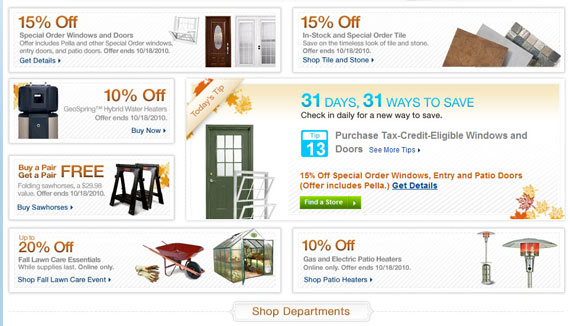 15% Off
Special Order Windows and Doors
Offer includes Pella and other Special Order windows,
entry doors, and patio doors. Offer ends 10/18/2010.
Get Details
15% Off
In-Stock and Special Order Tile
Save on the timeless look of tile and stone.
Offer ends 10/18/2010.
Shop Tile and Stone
10% Off
GeoSpring™ Hybrid Water Heaters
Offer ends 10/18/2010.
Buy Now
Today's Tip
31 DAYS, 31 WAYS TO SAVE
Check in daily for a new way to save.
Tip
13
Purchase Tax-Credit-Eligible Windows and
Doors See More Tips
15% Off Special Order Windows, Entry and Patio Doors
(Offer includes Pella.) Get Details
Find a Store
Buy a Pair
Get a Pair FREE
Folding sawhorses, a $29.98
value. Offer ends 10/18/2010.
Buy Sawhorses
Up to
20% Off
Fall Lawn Care Essentials
While supplies last. Online only.
Shop Fall Lawn Care Event
10% Off
Gas and Electric Patio Heaters
Online only. Offer ends 10/18/2010.
Shop Patio Heaters
Shop Departments